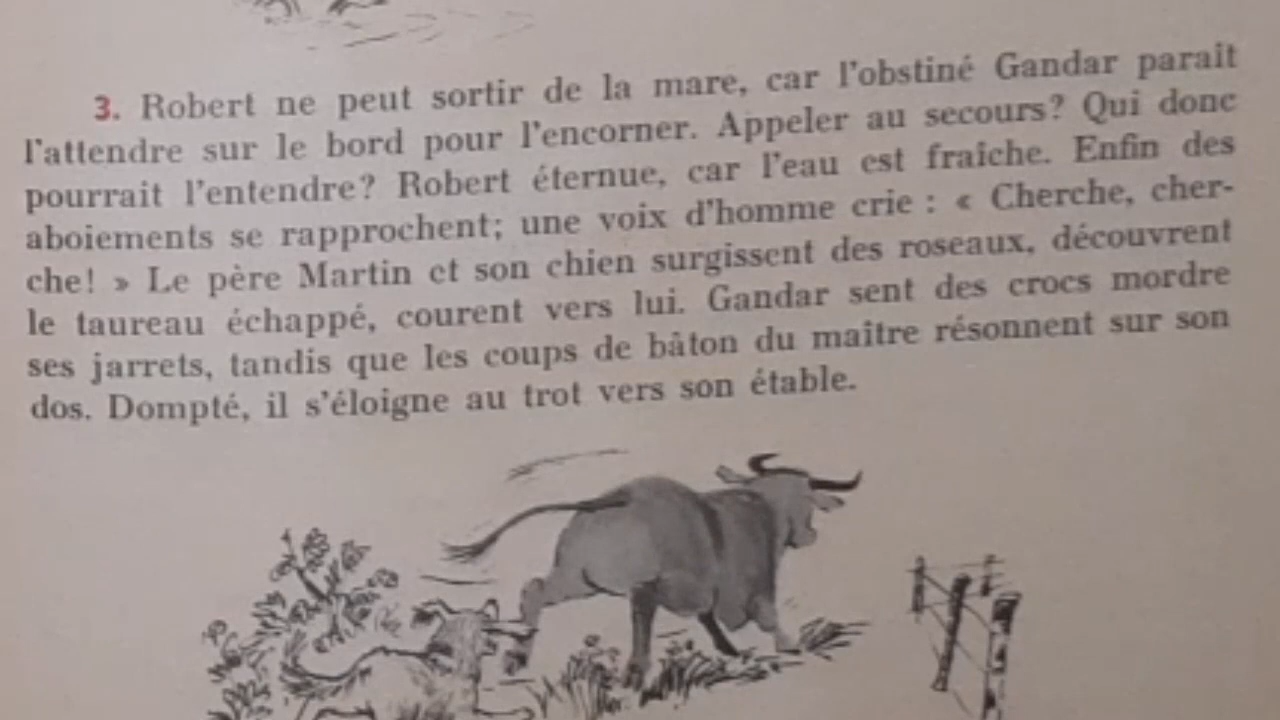 3. Robert ne peut sortir de la mare, car l'obstiné Gandar paraît
l'attendre sur le bord pour l'encorner. Appeler au secours? Qui donc
pourrait l'entendre? Robert éternue, car l'eau est fraîche. Enfin des
aboiements se rapprochent; une voix d'homme crie : « Cherche, cher-
che! » Le père Martin et son chien surgissent des roseaux, découvrent
le taureau échappé, courent vers lui. Gandar sent des crocs mordre
ses jarrets, tandis que les coups de bâton du maître résonnent sur son
dos. Dompté, il s'éloigne au trot vers son étable.